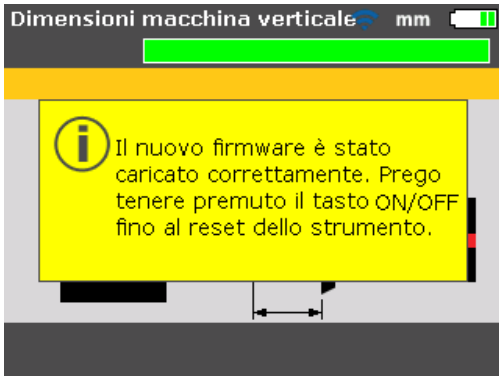 Dimensioni macchina verticale mm
Il nuovo firmware è stato
caricato correttamente. Prego
tenere premuto il tasto ON/OFF
fino al reset dello strumento.